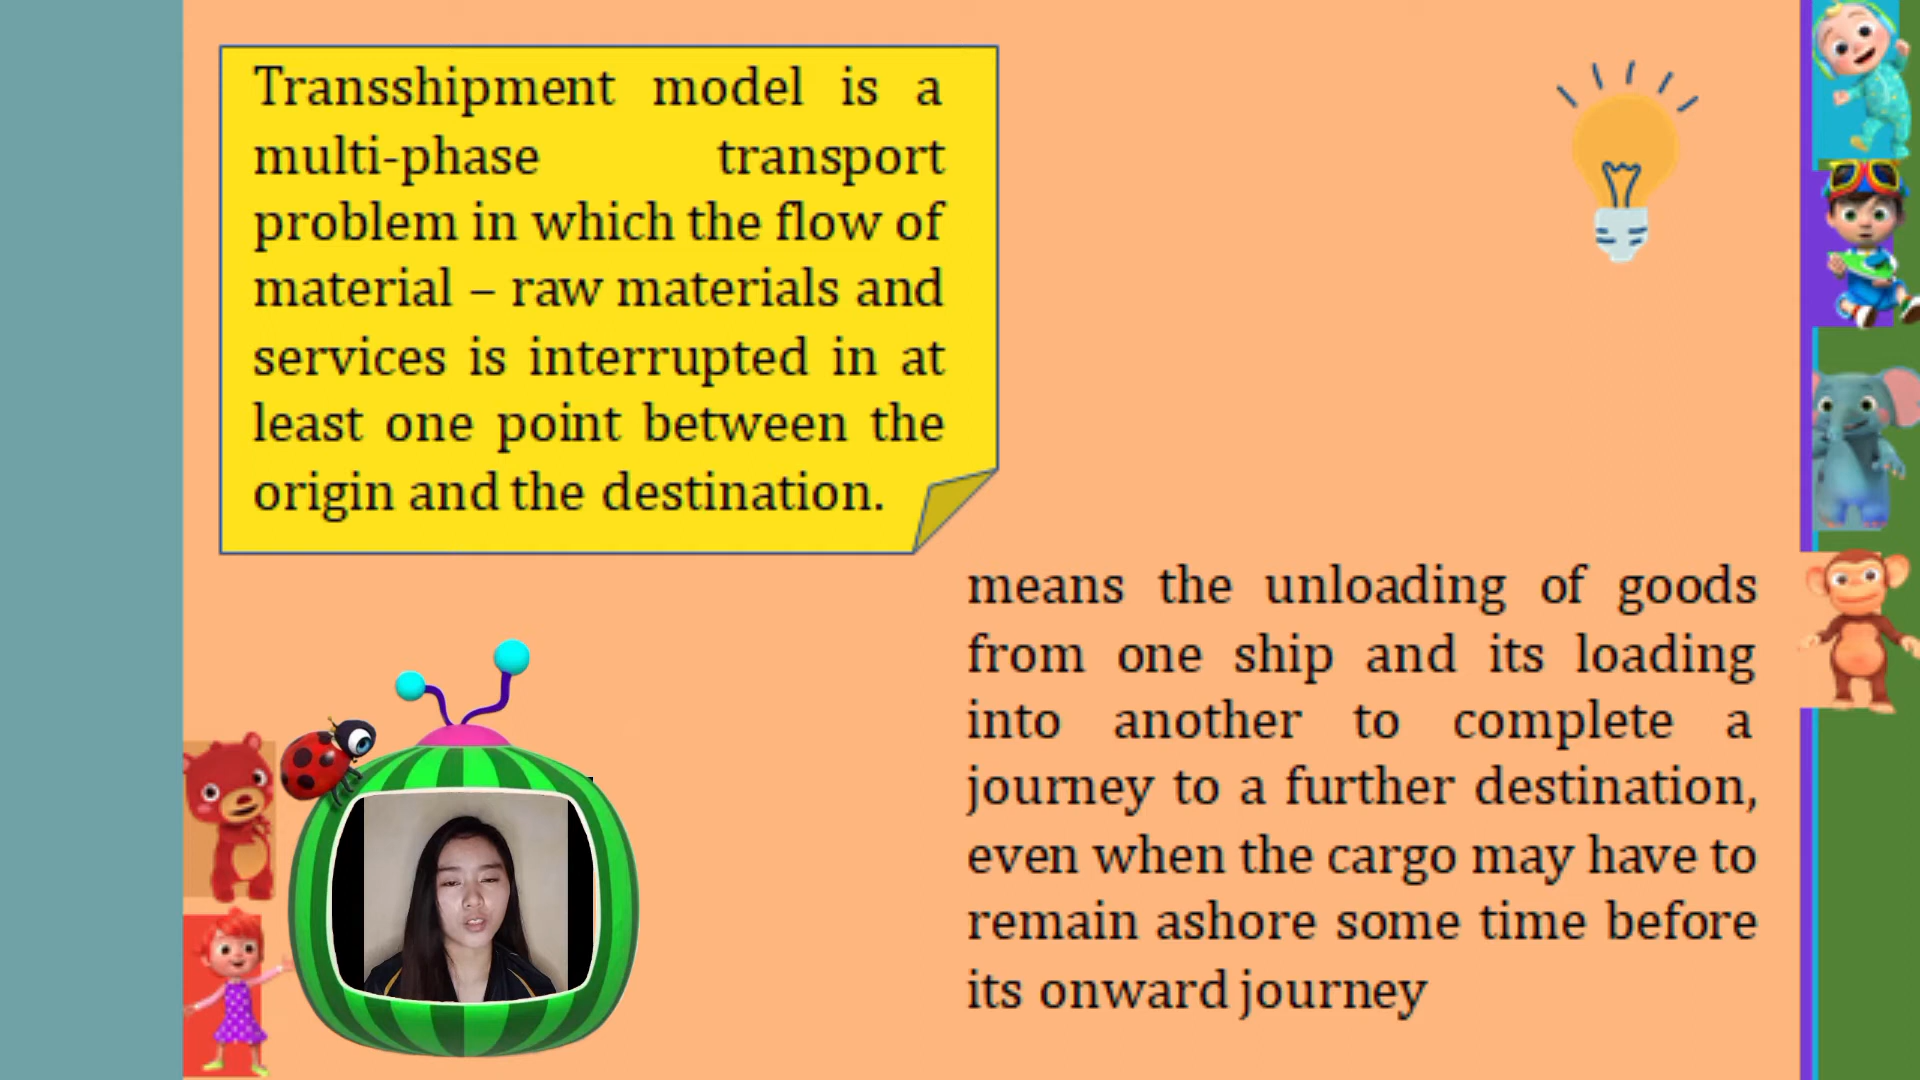 Transshipment model is a
multi-phase transport
problem in which the flow of
material – raw materials and
services is interrupted in at
least one point between the
origin and the destination.
means the unloading of goods
from one ship and its loading
into another to complete a
journey to a further destination,
even when the cargo may have to
remain ashore some time before
its onward journey